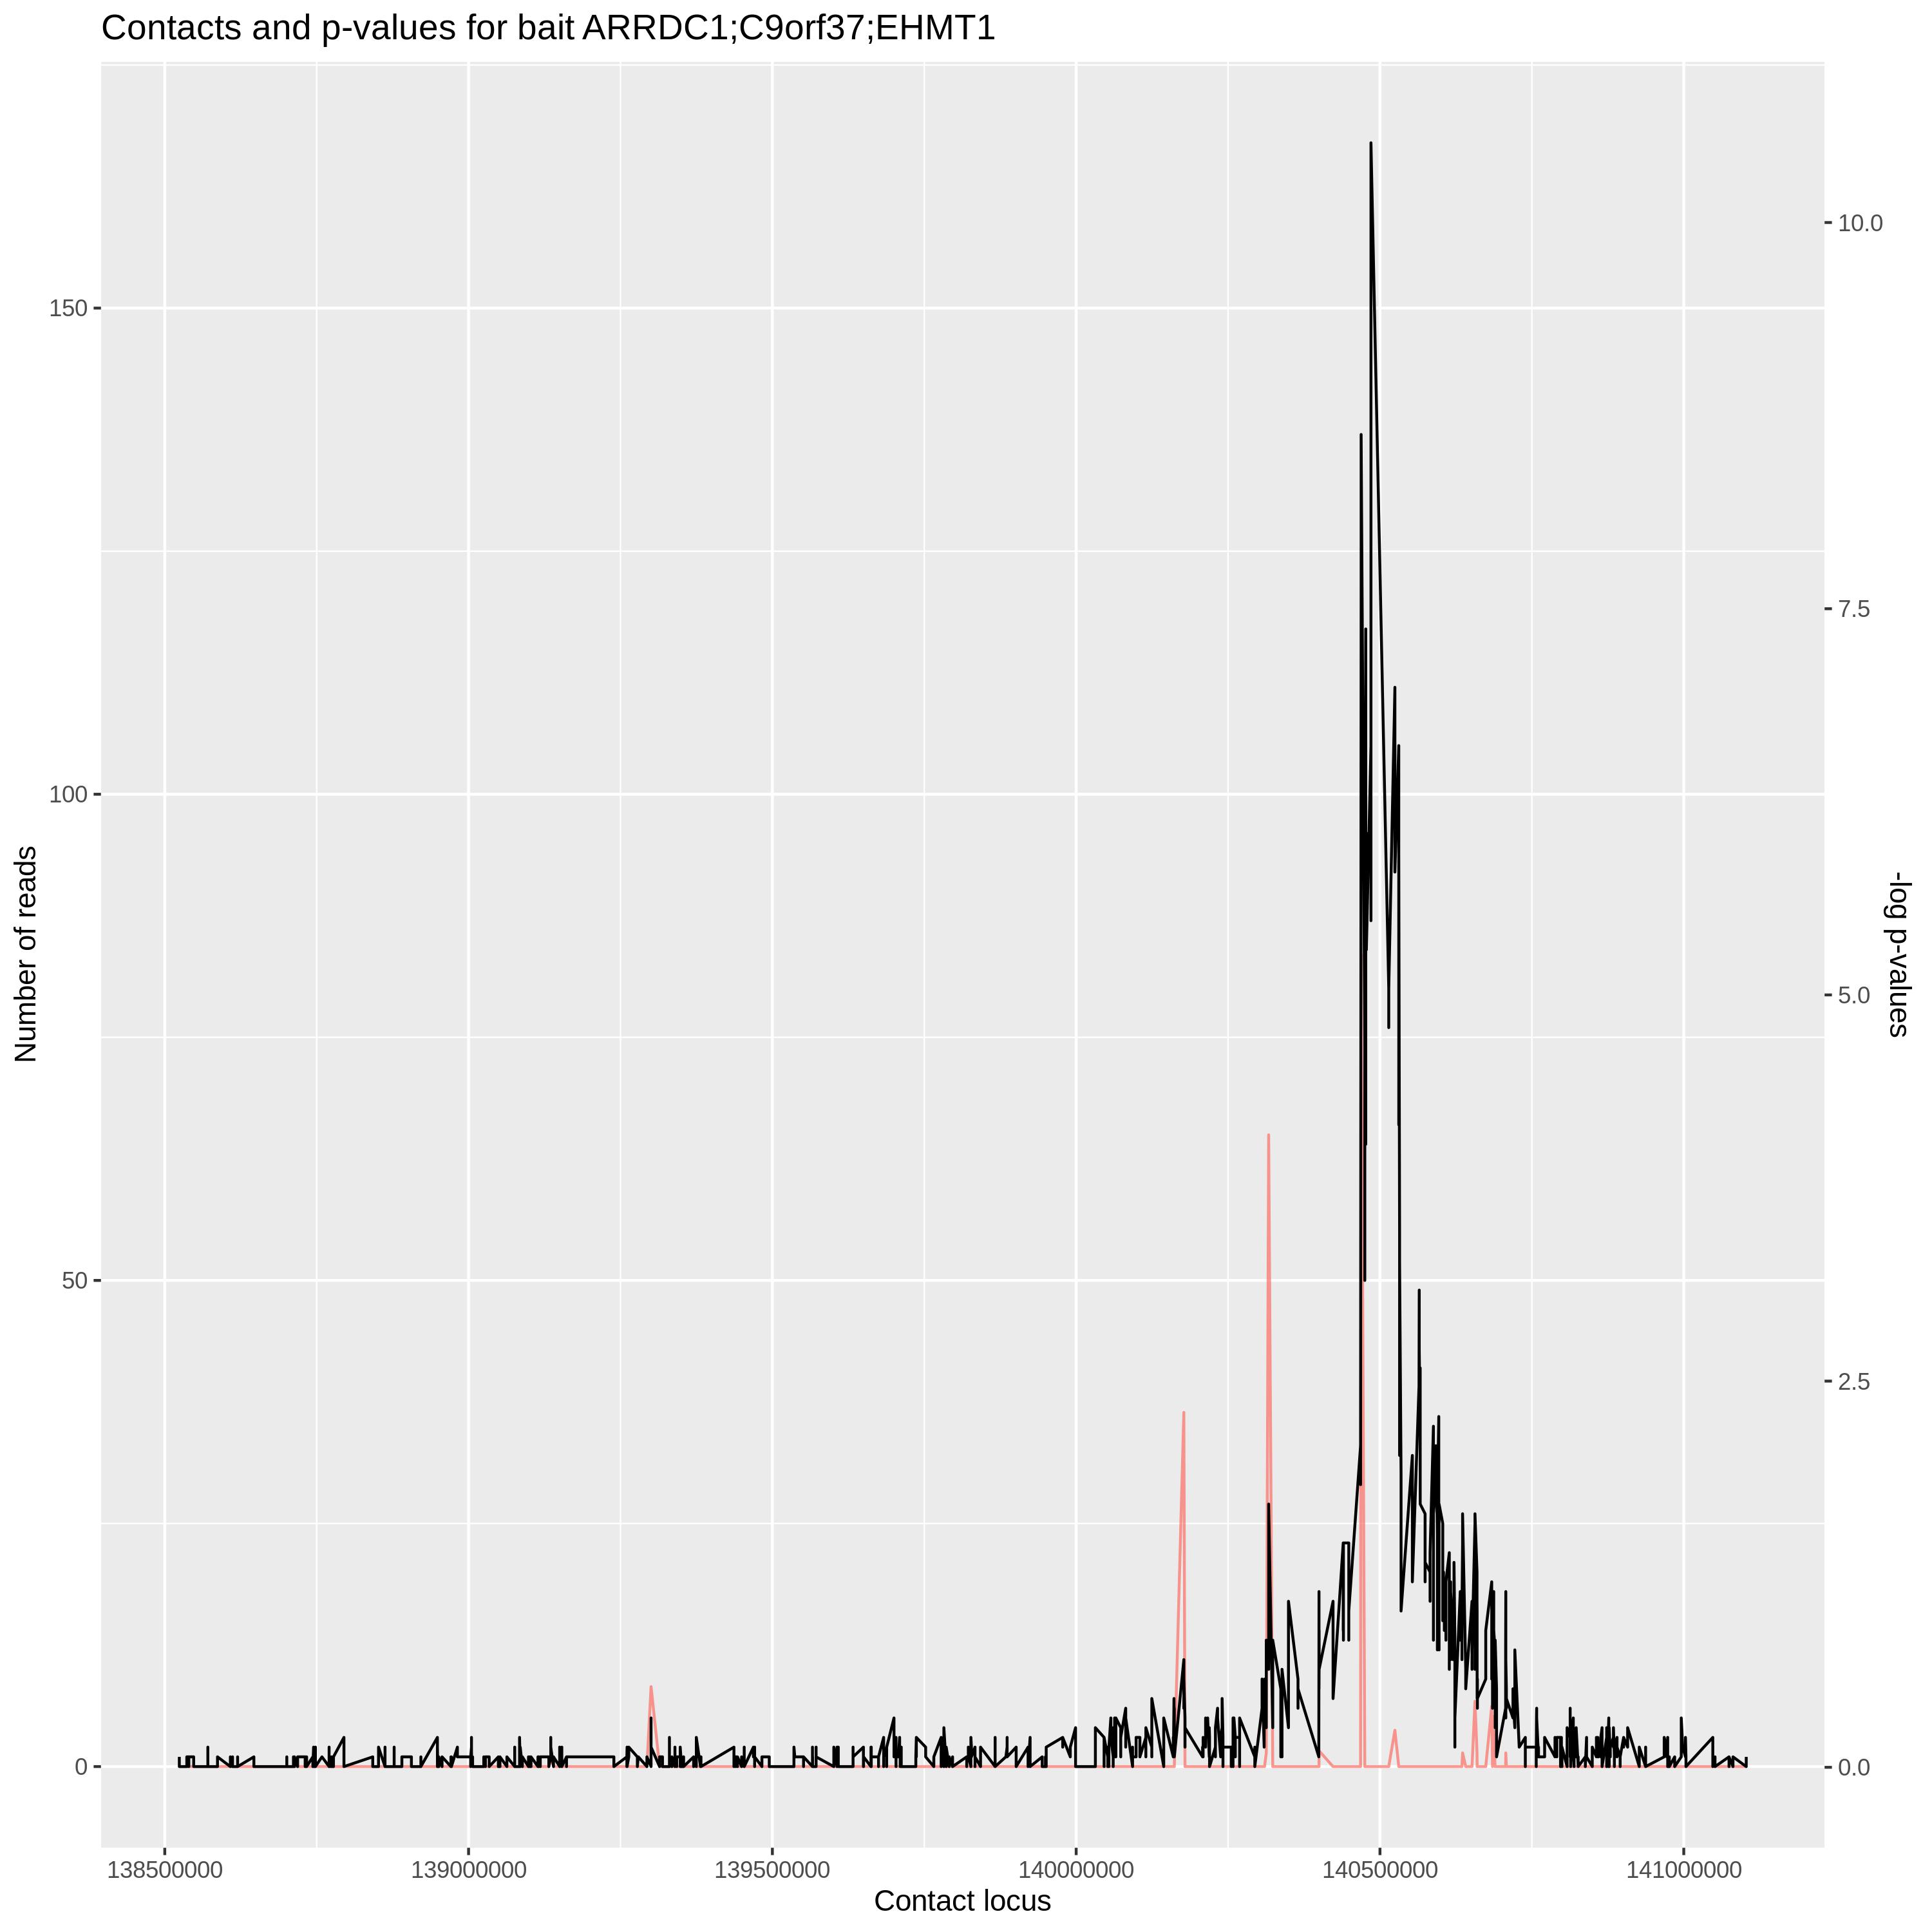 Contacts and p-values for bait ARRDC1;C9orf37;EHMT1
Number of reads
150
100
50
0
10.0
7.5
5.0
2.5
0.0
-log p-values
138500000 139000000 139500000 140000000 140500000 141000000
Contact locus